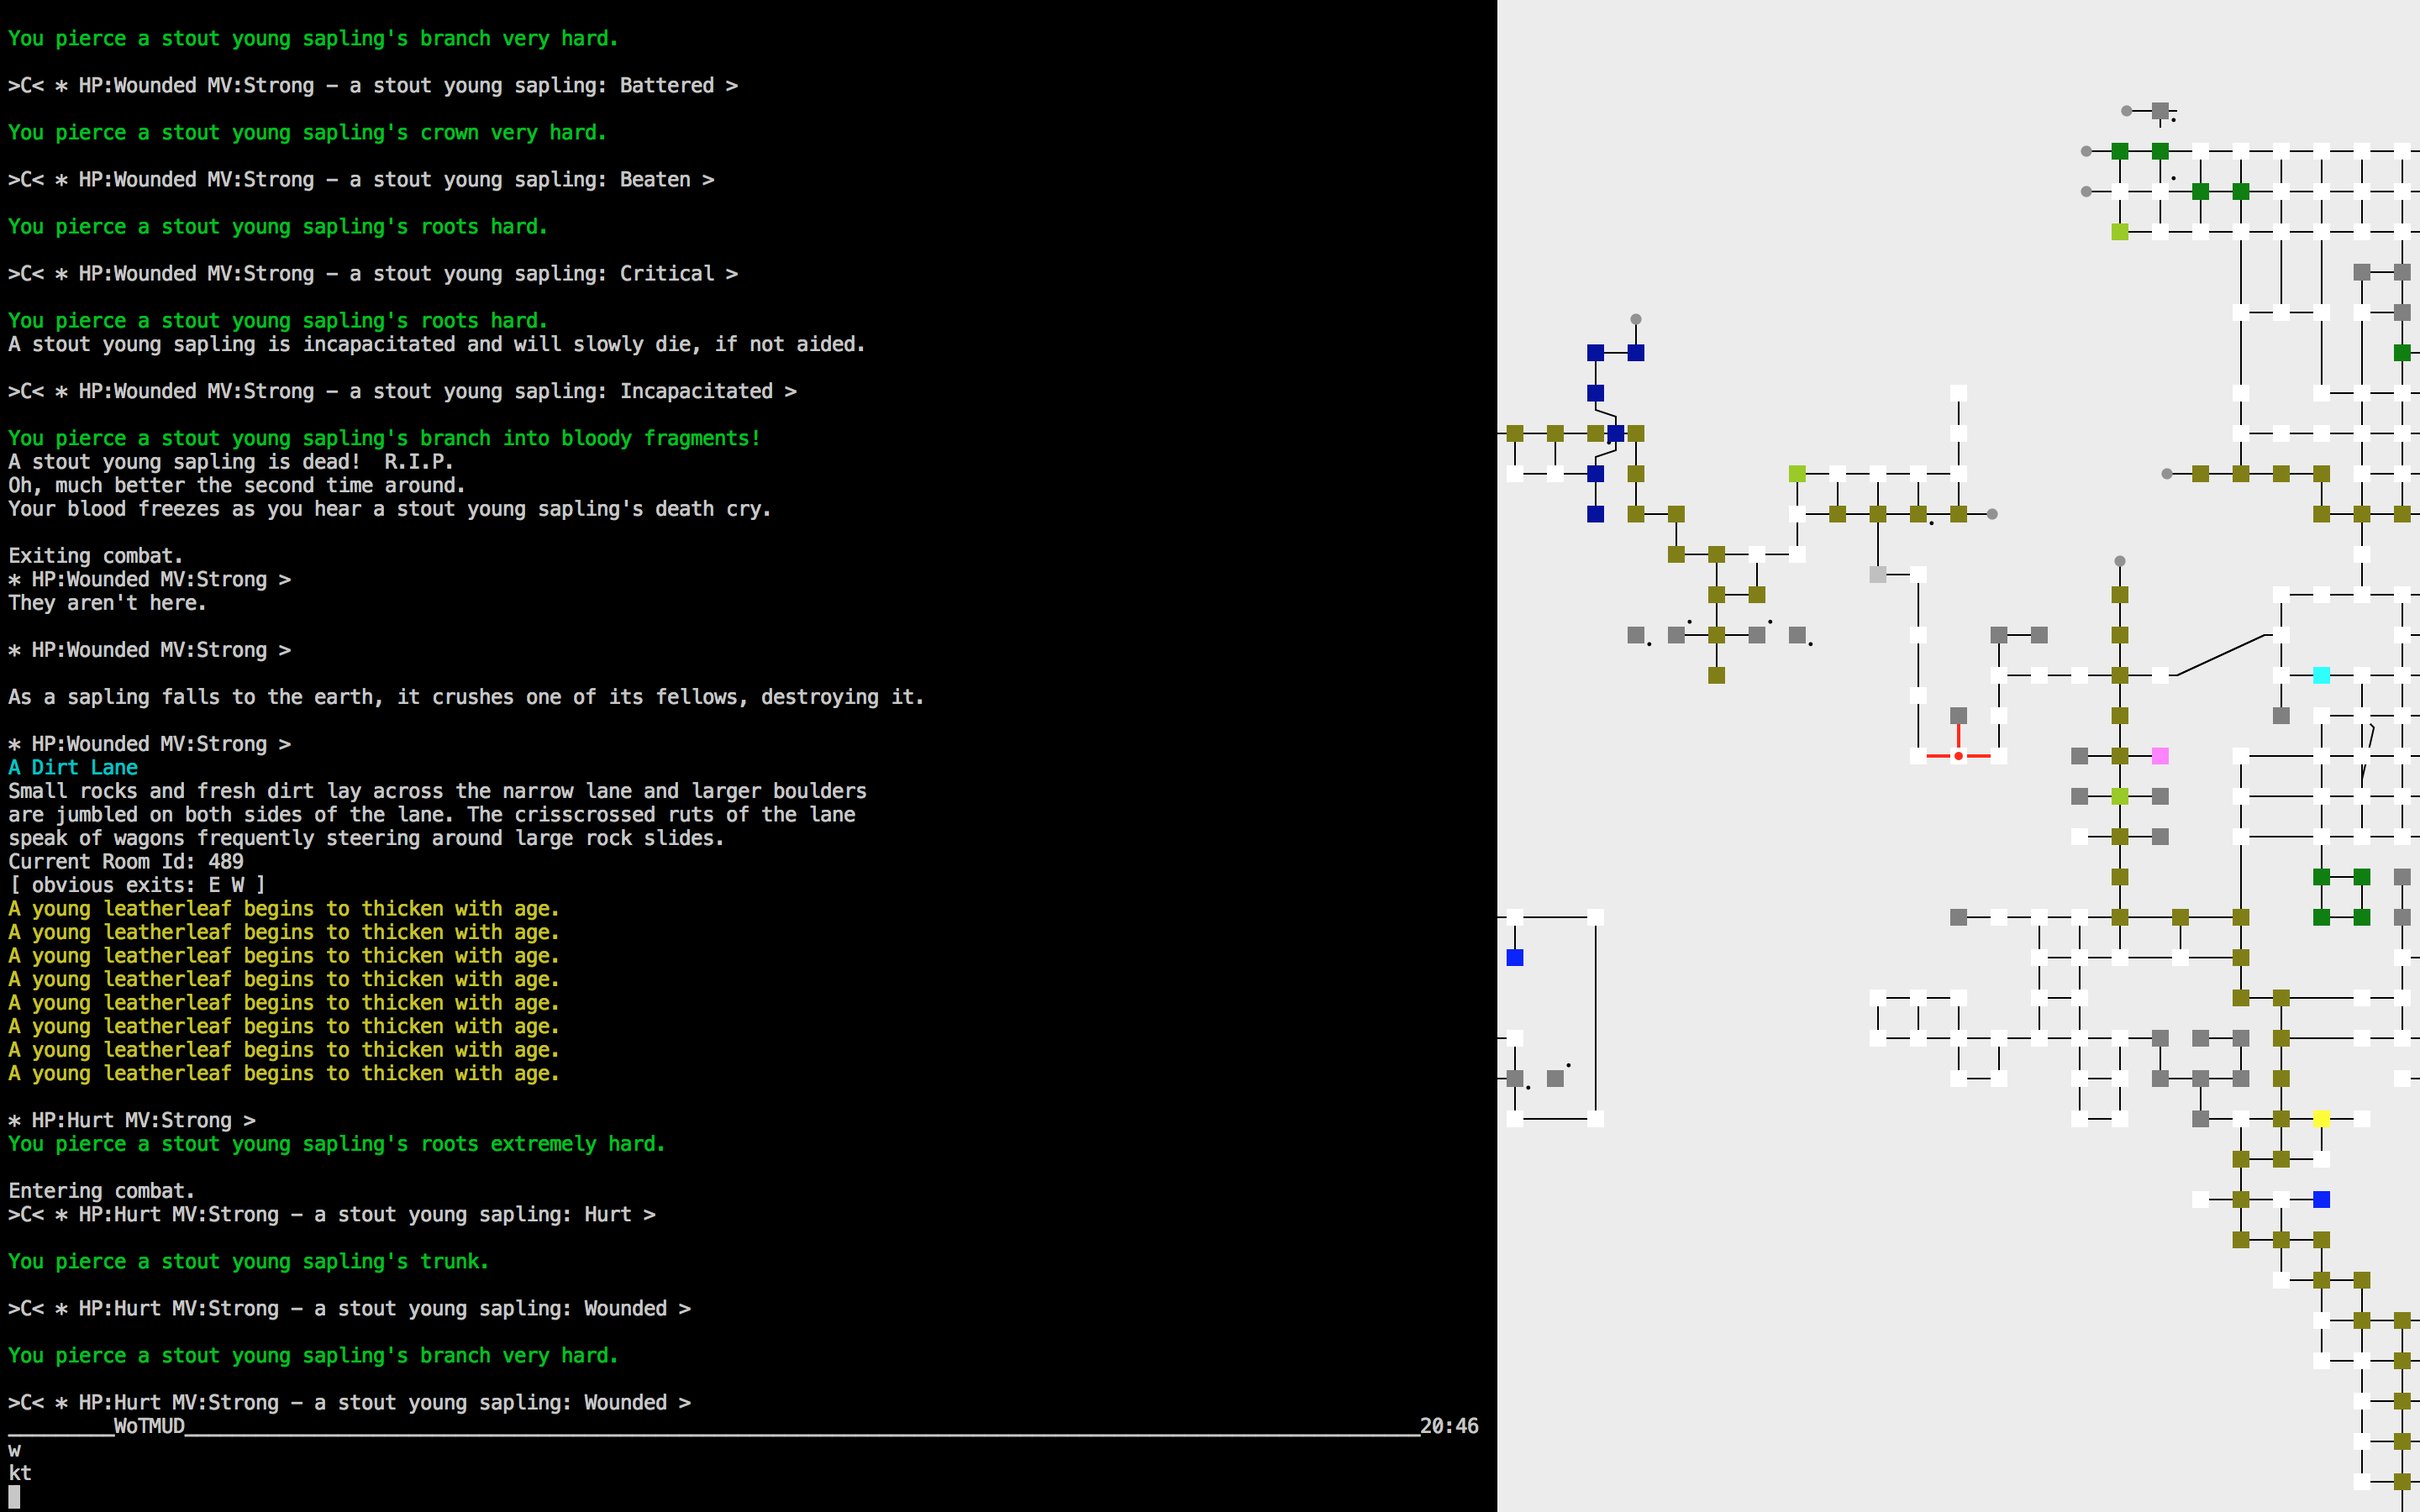 You pierce a stout young sapling's branch very hard.
>C< * HP:Wounded MV:Strong – a stout young sapling: Battered >
You pierce a stout young sapling's crown very hard.
>C< * HP:Wounded MV:Strong – a stout young sapling: Beaten >
You pierce a stout young sapling's roots hard.
>C< * HP:Wounded MV:Strong – a stout young sapling: Critical >
You pierce a stout young sapling's roots hard.
A stout young sapling is incapacitated and will slowly die, if not aided.
>C< * HP:Wounded MV:Strong – a stout young sapling: Incapacitated >
You pierce a stout young sapling's branch into bloody fragments!
A stout young sapling is dead!  R.I.P.
Oh, much better the second time around.
Your blood freezes as you hear a stout young sapling's death cry.
Exiting combat.
* HP:Wounded MV:Strong >
They aren't here.
* HP:Wounded MV:Strong >
As a sapling falls to the earth, it crushes one of its fellows, destroying it.
* HP:Wounded MV:Strong >
A Dirt Lane
Small rocks and fresh dirt lay across the narrow lane and larger boulders
are jumbled on both sides of the lane. The crisscrossed ruts of the lane
speak of wagons frequently steering around large rock slides.
Current Room Id: 489
[ obvious exits: E W ]
A young leatherleaf begins to thicken with age.
A young leatherleaf begins to thicken with age.
A young leatherleaf begins to thicken with age.
A young leatherleaf begins to thicken with age.
A young leatherleaf begins to thicken with age.
A young leatherleaf begins to thicken with age.
A young leatherleaf begins to thicken with age.
A young leatherleaf begins to thicken with age.
* HP:Hurt MV:Strong >
You pierce a stout young sapling's roots extremely hard.
Entering combat.
>C< * HP:Hurt MV:Strong – a stout young sapling: Hurt >
You pierce a stout young sapling's trunk.
>C< * HP:Hurt MV:Strong – a stout young sapling: Wounded >
You pierce a stout young sapling's branch very hard.
>C< * HP:Hurt MV:Strong – a stout young sapling: Wounded >
WoTMUD 20:46
w
kt